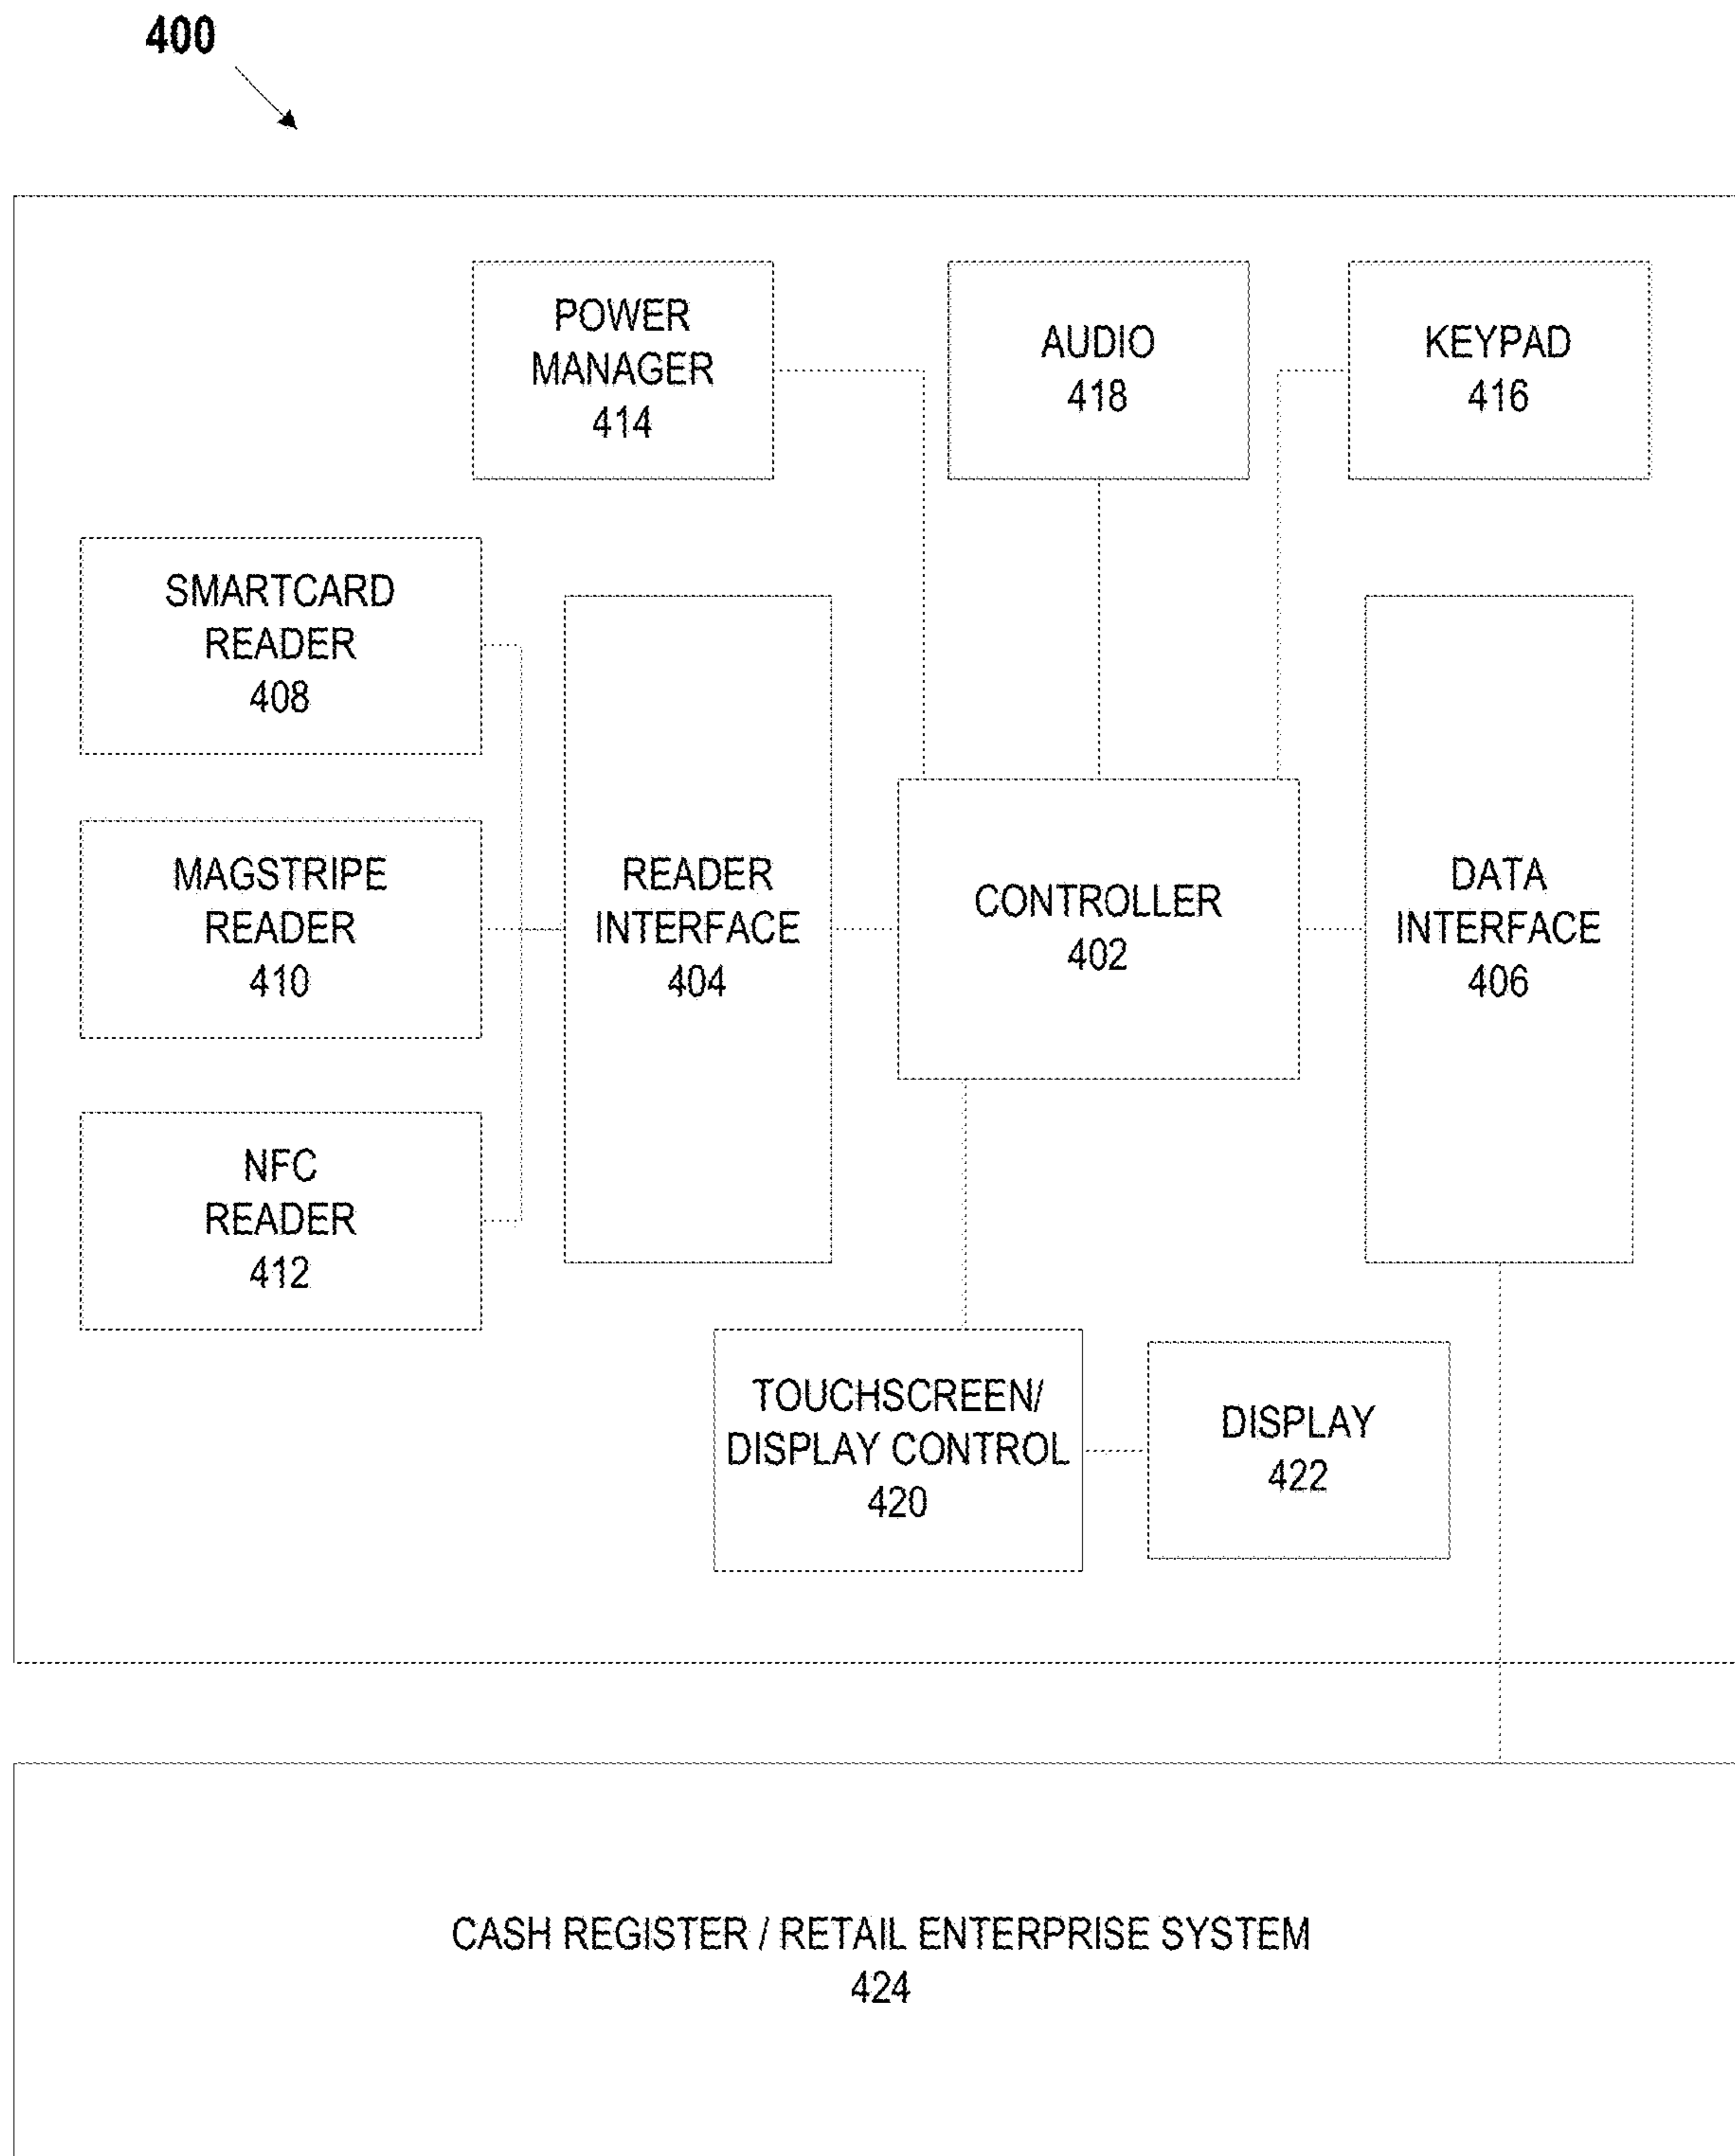 400
POWER
MANAGER
414
AUDIO
418
KEYPAD
416
SMARTCARD
READER
408
MAGSTRIPE
READER
410
NFC
READER
412
READER
INTERFACE
404
CONTROLLER
402
DATA
INTERFACE
406
TOUCHSCREEN/
DISPLAY CONTROL
420
DISPLAY
422
CASH REGISTER / RETAIL ENTERPRISE SYSTEM
424